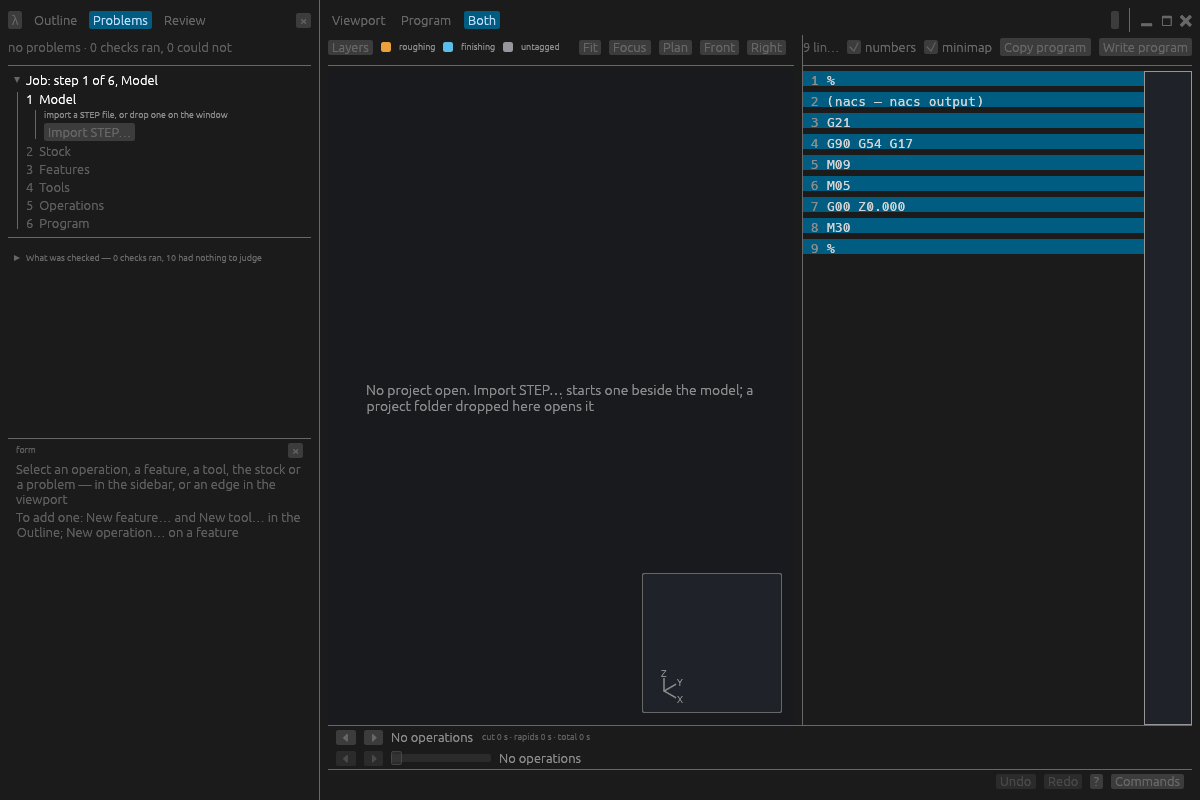 λ Outline Problems Review ×
no problems · 0 checks ran, 0 could not
Job: step 1 of 6, Model
1 Model
import a STEP file, or drop one on the window
Import STEP…
2 Stock
3 Features
4 Tools
5 Operations
6 Program
What was checked — 0 checks ran, 10 had nothing to judge
form
Select an operation, a feature, a tool, the stock or
a problem — in the sidebar, or an edge in the
viewport
To add one: New feature… and New tool… in the
Outline; New operation… on a feature
Viewport Program Both
Layers roughing finishing untagged Fit Focus Plan Front Right
No project open. Import STEP… starts one beside the model; a
project folder dropped here opens it
Z
Y
X
9 lin… numbers minimap Copy program Write program
1 %
2 (nacs — nacs output)
3 G21
4 G90 G54 G17
5 M09
6 M05
7 G00 Z0.000
8 M30
9 %
No operations cut 0 s · rapids 0 s · total 0 s
No operations
Undo Redo ? Commands